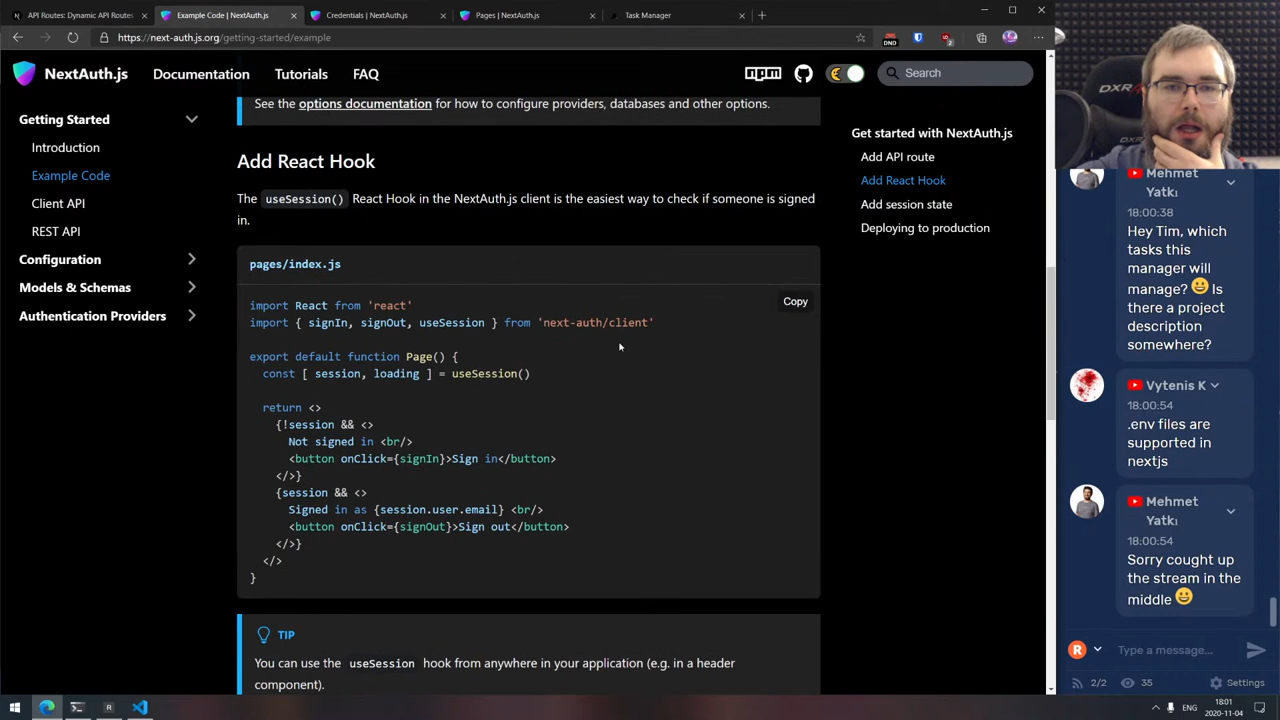 API Routes: Dynamic API Routes
Example Code | NextAuth.js
Credentials | NextAuth.js
Pages | NextAuth.js
Task Manager
https://next-auth.js.org/getting-started/example
DND
2
NextAuth.js
Documentation
Tutorials
FAQ
npm
Search
DXR
Getting Started
Introduction
Example Code
Client API
REST API
Configuration
Models & Schemas
Authentication Providers
See the options documentation for how to configure providers, databases and other options.
Add React Hook
The useSession() React Hook in the NextAuth.js client is the easiest way to check if someone is signed
in.
pages/index.js
Copy
import React from 'react'
import { signIn, signOut, useSession } from 'next-auth/client'
export default function Page() {
const [ session, loading ] = useSession()
return <>
{!session && <>
Not signed in <br/>
<button onClick={signIn}>Sign in</button>
</>}
{session && <>
Signed in as {session.user.email} <br/>
<button onClick={signOut}>Sign out</button>
</>}
</>
}
TIP
You can use the useSession hook from anywhere in your application (e.g. in a header
component).
Get started with NextAuth.js
Add API route
Add React Hook
Add session state
Deploying to production
Mehmet
Yatkı
18:00:38
Hey Tim, which
tasks this
manager will
manage? 😀 Is
there a project
description
somewhere?
Vytenis K
18:00:54
.env files are
supported in
nextjs
Mehmet
Yatkı
18:00:54
Sorry cought up
the stream in the
middle 😀
R
Type a message...
2/2
35
Settings
R
ENG
18:01
2020-11-04